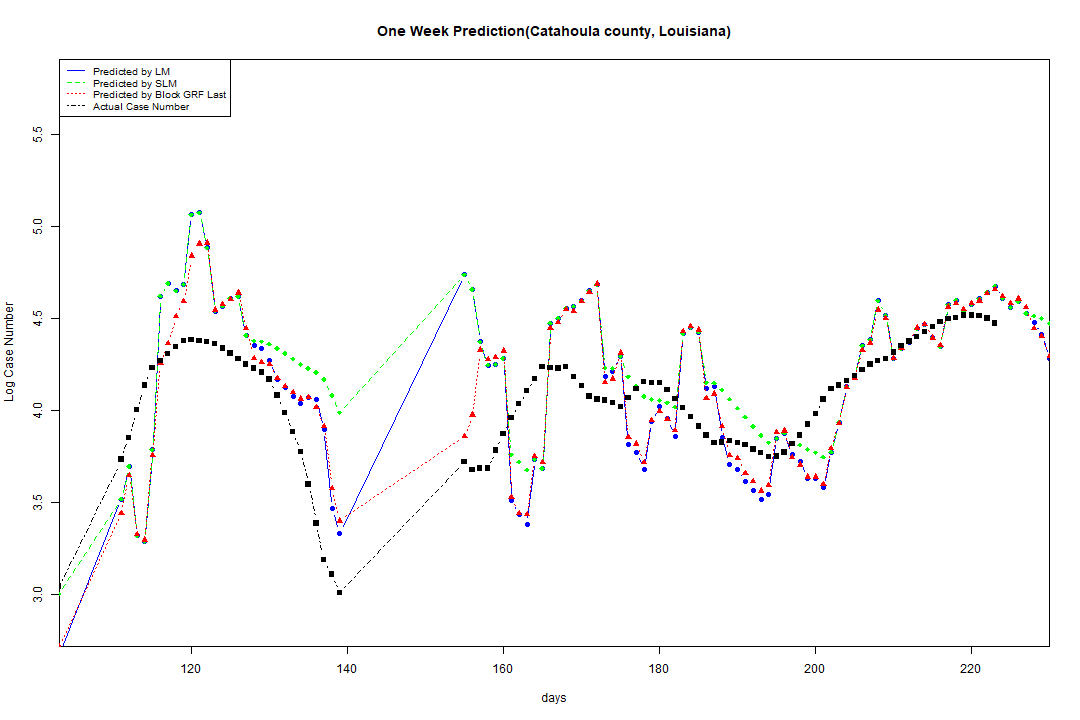 One Week Prediction(Catahoula county, Louisiana)
Predicted by LM
Predicted by SLM
Predicted by Block GRF Last
Actual Case Number
Log Case Number
5.5
5.0
4.5
4.0
3.5
3.0
120 140 160 180 200 220
days